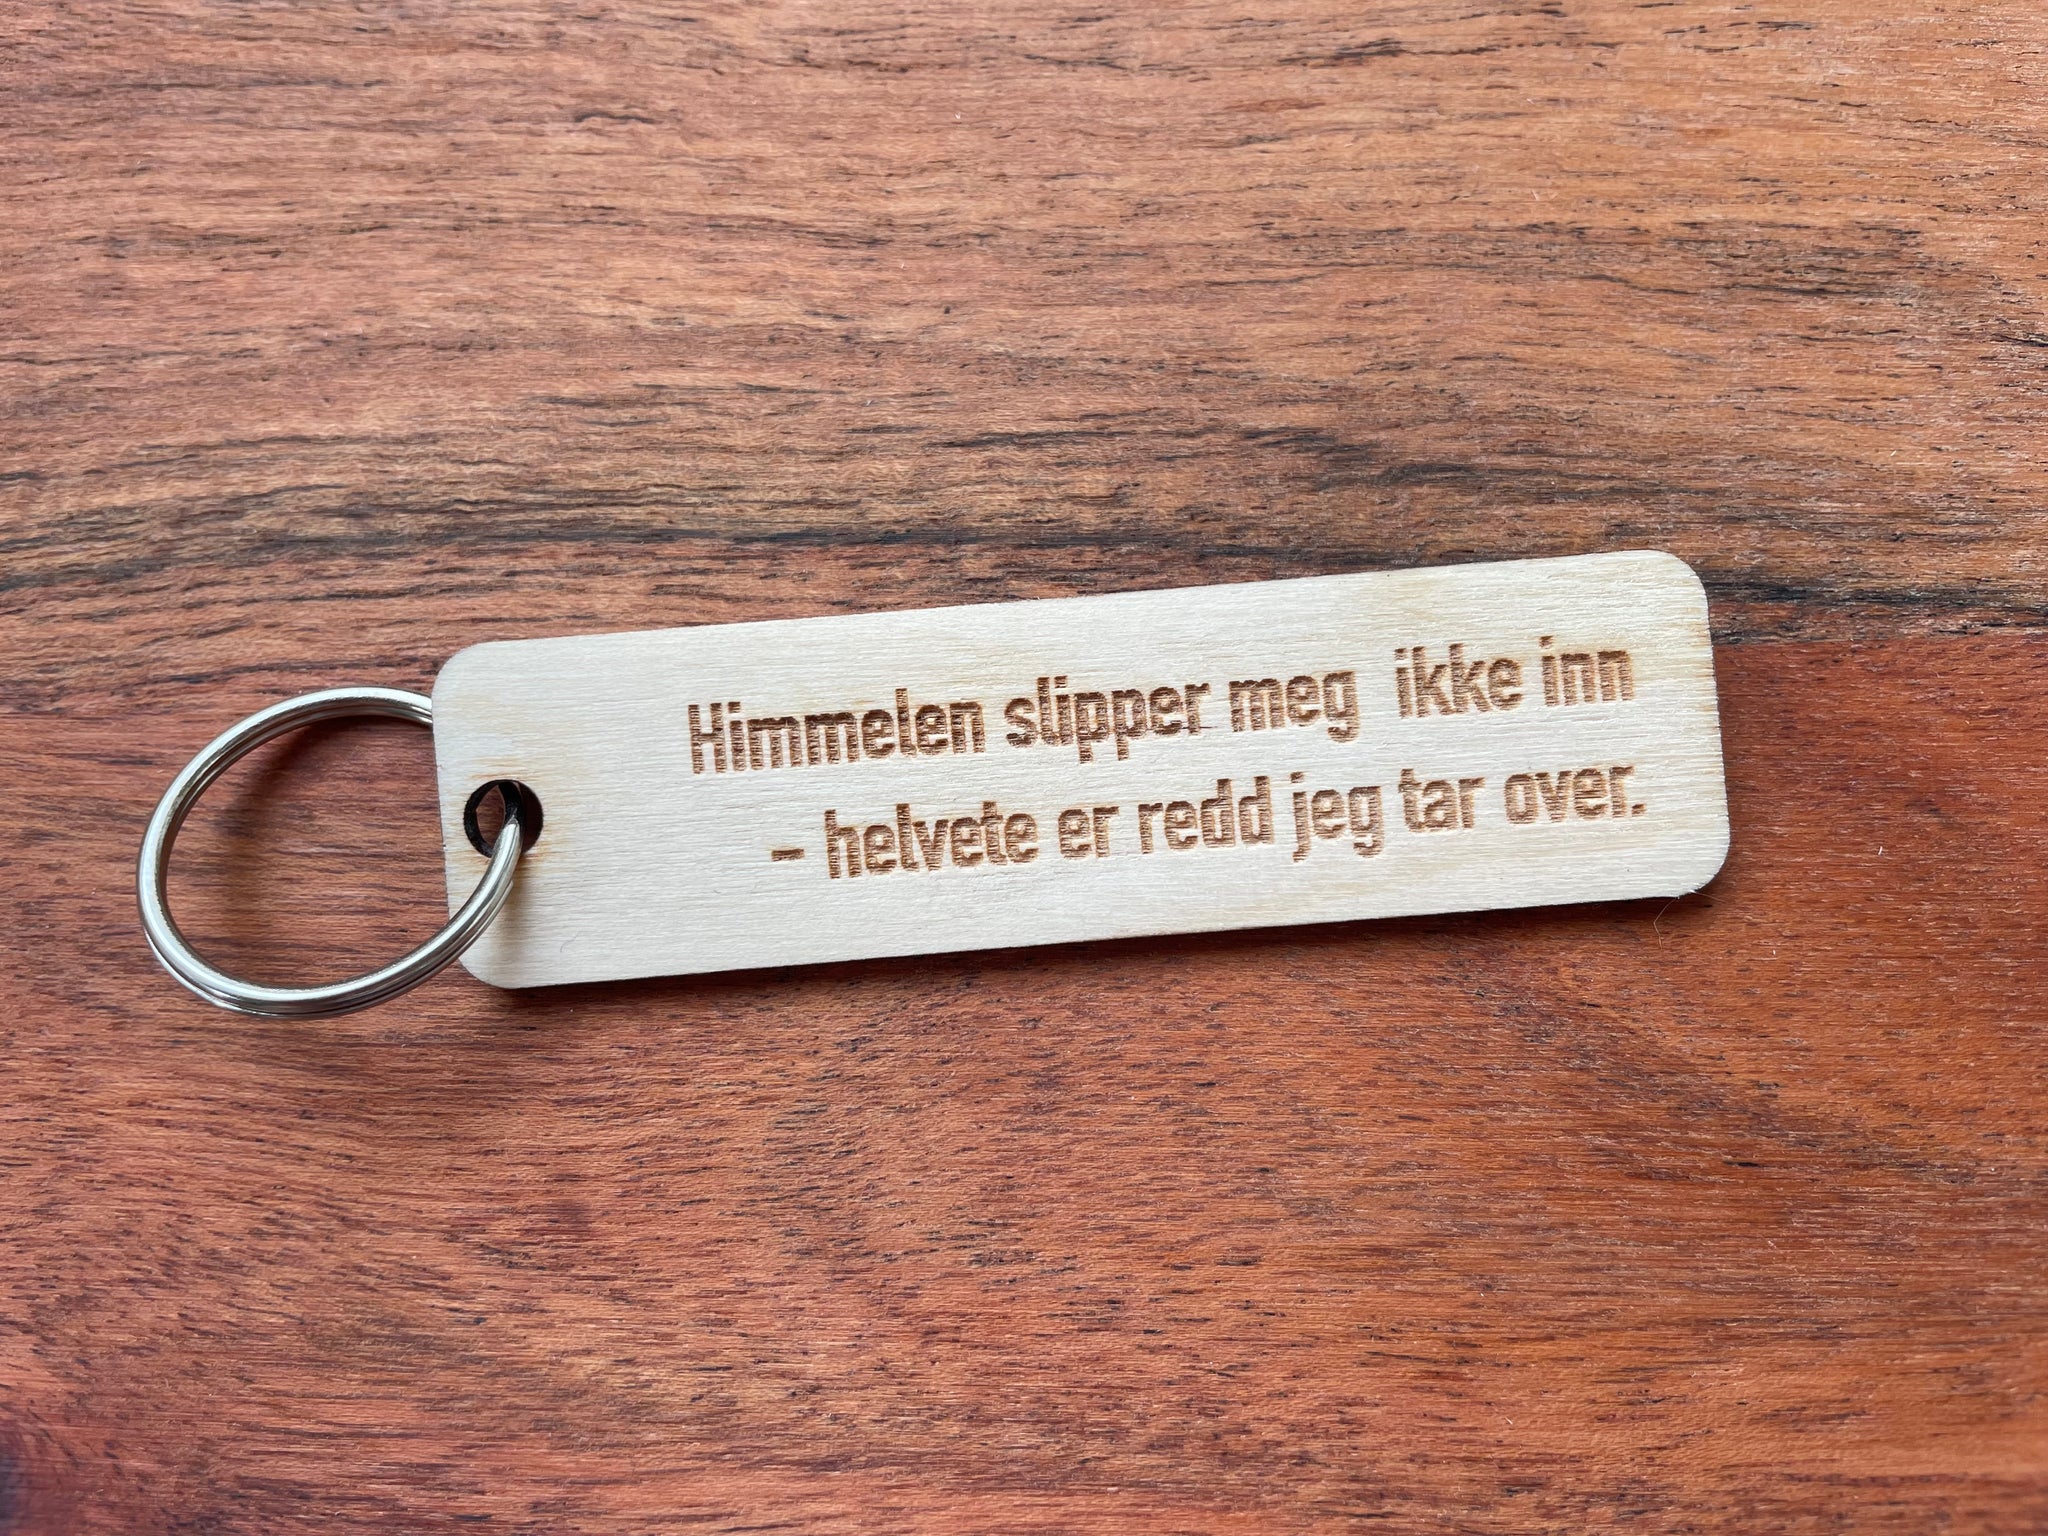 Himmelen slipper meg ikke inn
- helvete er redd jeg tar over.